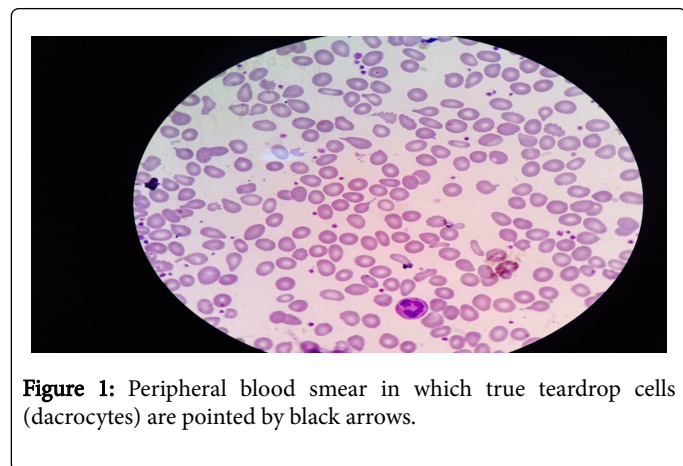 Figure 1: Peripheral blood smear in which true teardrop cells
(dacrocytes) are pointed by black arrows.